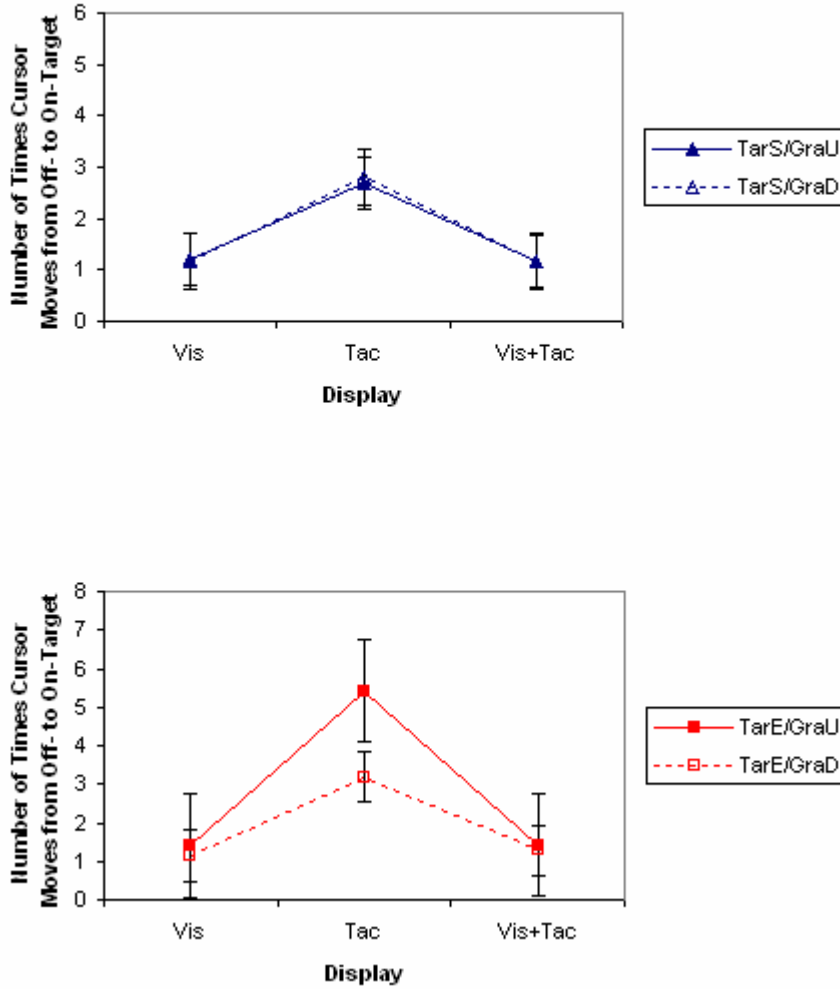 6
5
4
3
2
1
0
Number of Times Cursor
Moves from Off- to On-Target
Vis Tac Vis+Tac
Display
TarS/GraU
TarS/GraD
8
7
6
5
4
3
2
1
0
Number of Times Cursor
Moves from Off- to On-Target
Vis Tac Vis+Tac
Display
TarE/GraU
TarE/GraD